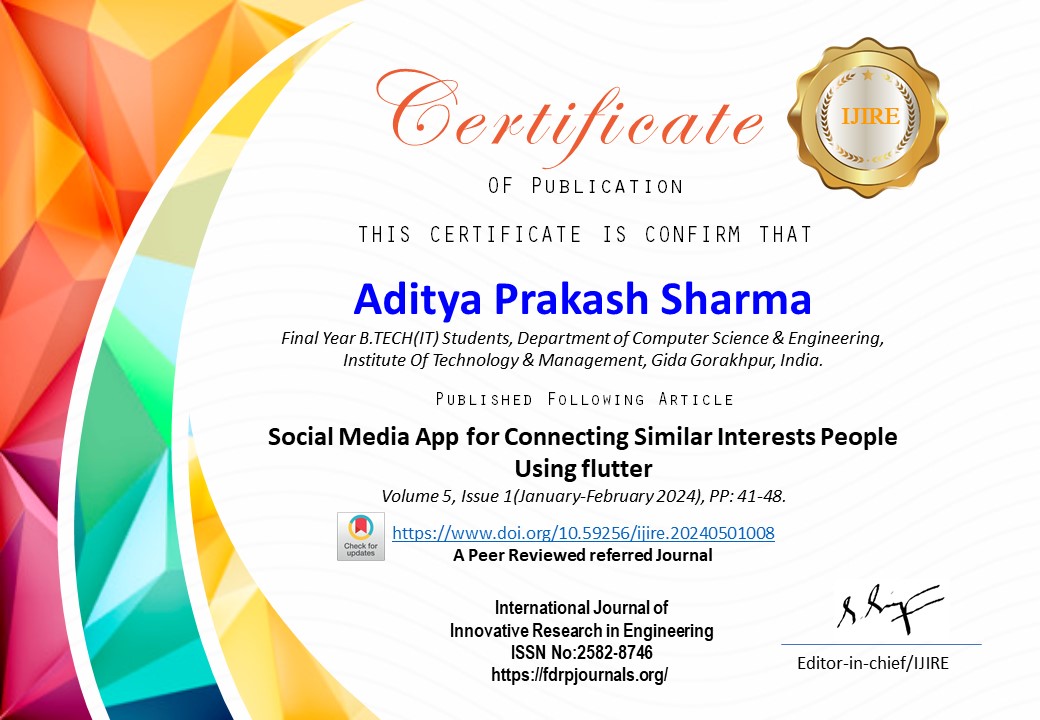 Certificate
IJIRE
OF PUBLICATION
THIS CERTIFICATE IS CONFIRM THAT
Aditya Prakash Sharma
Final Year B.TECH(IT) Students, Department of Computer Science & Engineering,
Institute Of Technology & Management, Gida Gorakhpur, India.
PUBLISHED FOLLOWING ARTICLE
Social Media App for Connecting Similar Interests People
Using flutter
Volume 5, Issue 1(January-February 2024), PP: 41-48.
Check for
updates
https://www.doi.org/10.59256/ijire.20240501008
A Peer Reviewed referred Journal
International Journal of
Innovative Research in Engineering
ISSN No:2582-8746
https://fdrpjournals.org/
Editor-in-chief/IJIRE